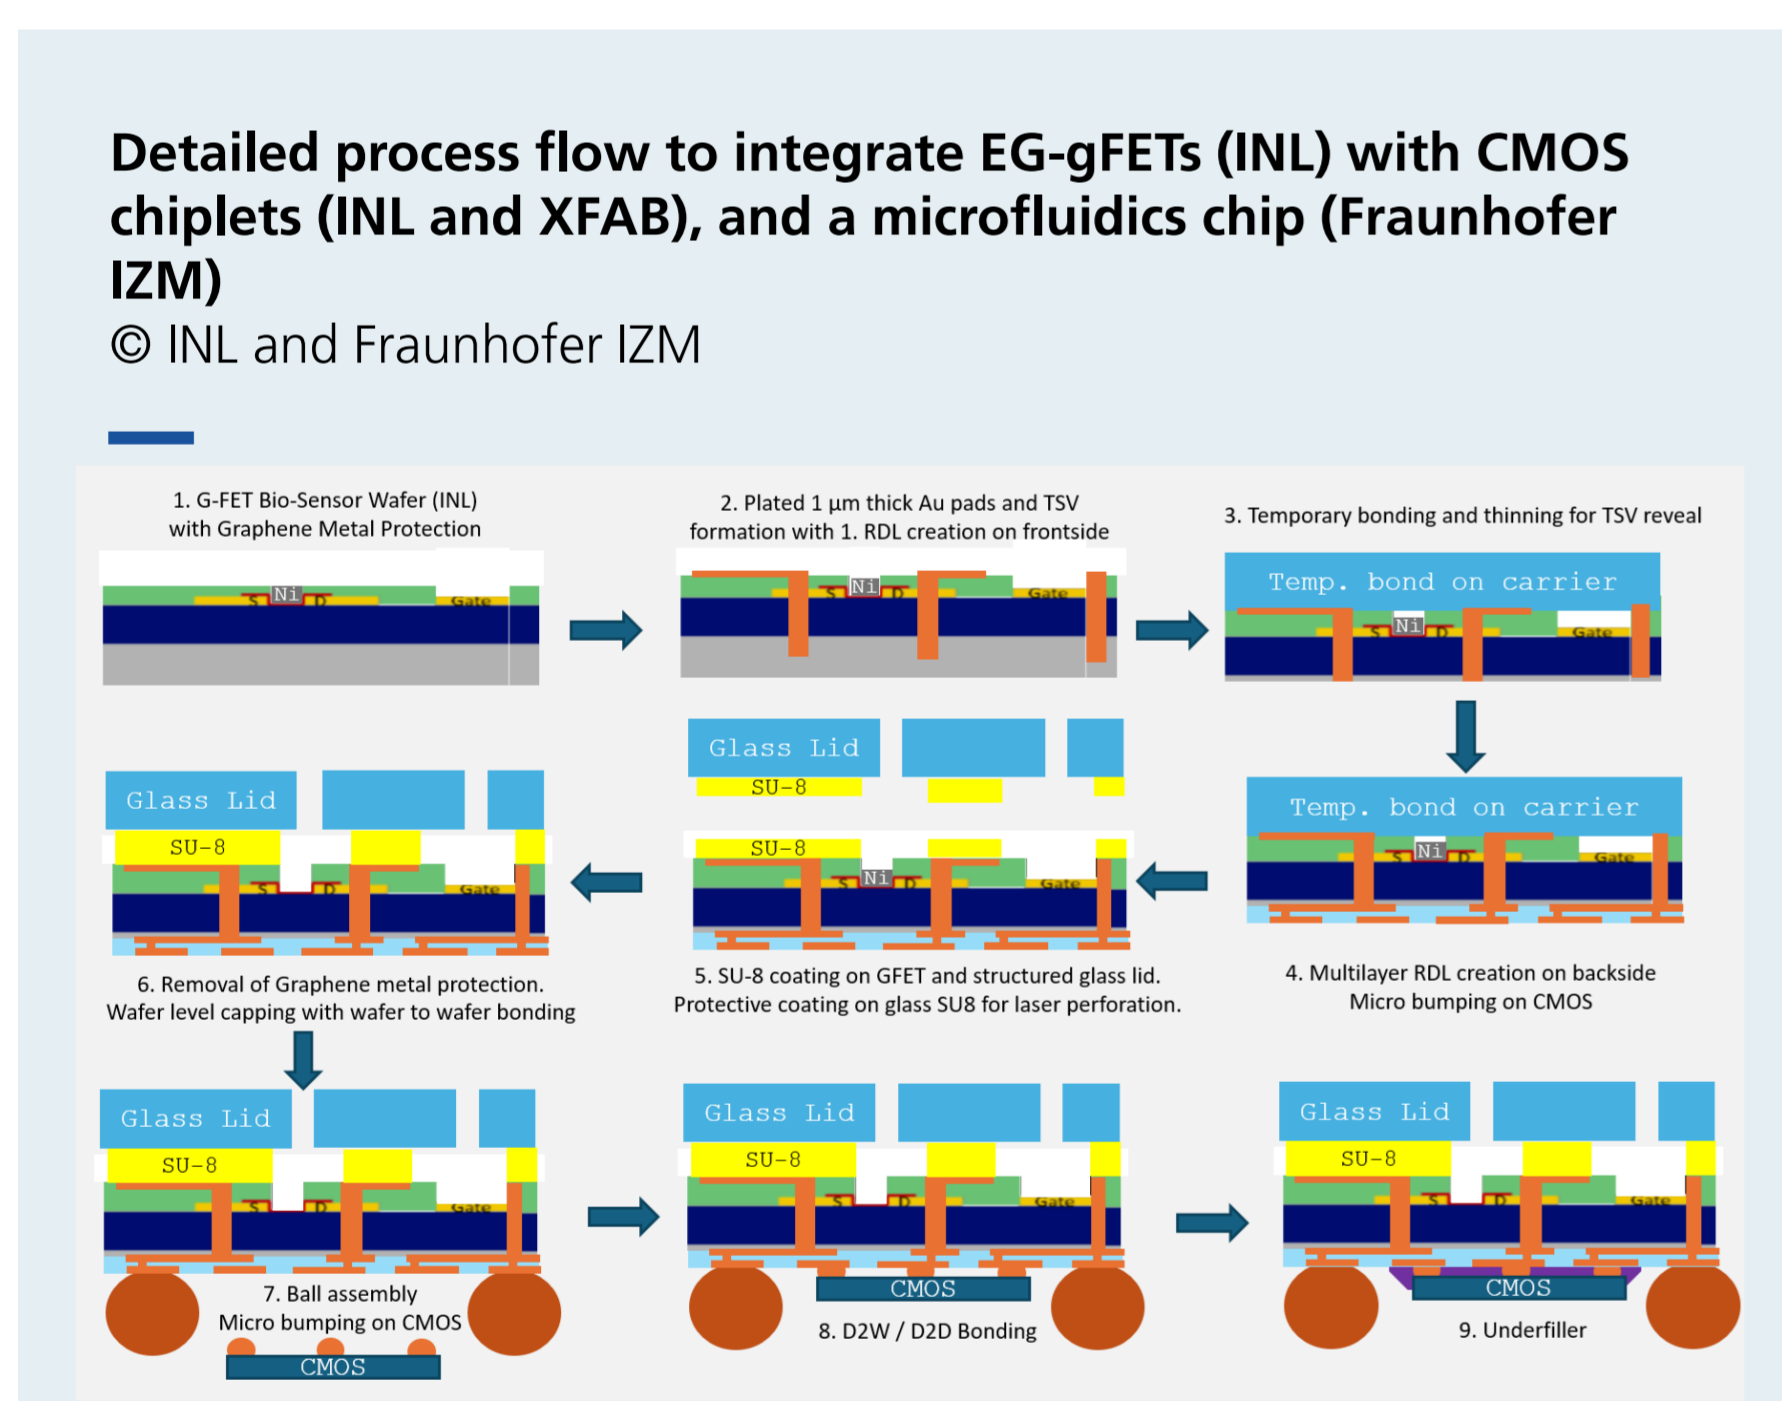 Detailed process flow to integrate EG-gFETs (INL) with CMOS
chiplets (INL and XFAB), and a microfluidics chip (Fraunhofer
IZM)
© INL and Fraunhofer IZM
1. G-FET Bio-Sensor Wafer (INL)
with Graphene Metal Protection
Ni
S
D
Gate
2. Plated 1 µm thick Au pads and TSV
formation with 1. RDL creation on frontside
Ni
S
D
Gate
3. Temporary bonding and thinning for TSV reveal
Temp. bond on carrier
Ni
S
D
Gate
Temp. bond on carrier
Ni
S
D
Gate
4. Multilayer RDL creation on backside
Micro bumping on CMOS
Glass Lid
SU-8
SU-8
Ni
S
D
Gate
5. SU-8 coating on GFET and structured glass lid.
Protective coating on glass SU8 for laser perforation.
Glass Lid
SU-8
S
D
Gate
6. Removal of Graphene metal protection.
Wafer level capping with wafer to wafer bonding
Glass Lid
SU-8
S
D
Gate
7. Ball assembly
Micro bumping on CMOS
CMOS
Glass Lid
SU-8
S
D
Gate
CMOS
8. D2W / D2D Bonding
Glass Lid
SU-8
S
D
Gate
CMOS
9. Underfiller